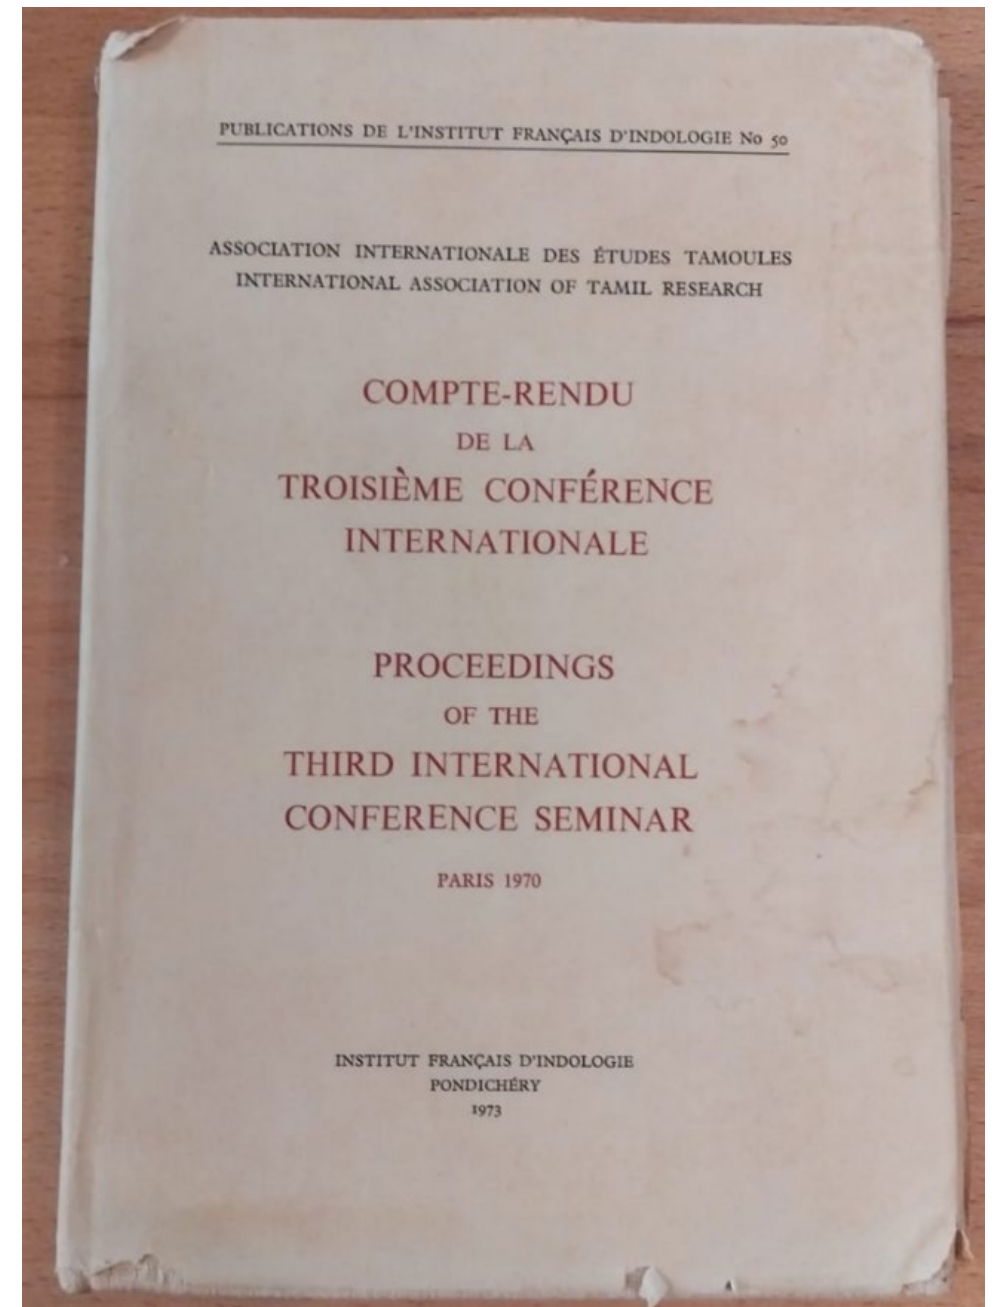 PUBLICATIONS DE L'INSTITUT FRANÇAIS D'INDOLOGIE No 50
ASSOCIATION INTERNATIONALE DES ÉTUDES TAMOULES
INTERNATIONAL ASSOCIATION OF TAMIL RESEARCH
COMPTE-RENDU
DE LA
TROISIÈME CONFÉRENCE
INTERNATIONALE
PROCEEDINGS
OF THE
THIRD INTERNATIONAL
CONFERENCE SEMINAR
PARIS 1970
INSTITUT FRANÇAIS D'INDOLOGIE
PONDICHÉRY
1973